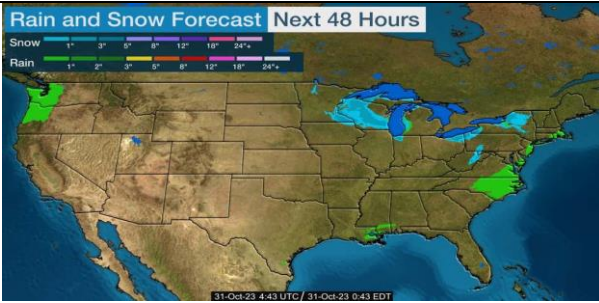 Rain and Snow Forecast Next 48 Hours
Snow 1" 3" 5" 8" 12" 18" 24"+
Rain 1" 2" 3" 5" 8" 12" 18" 24"+
31-Oct-23 4:43 UTC / 31-Oct-23 0:43 EDT